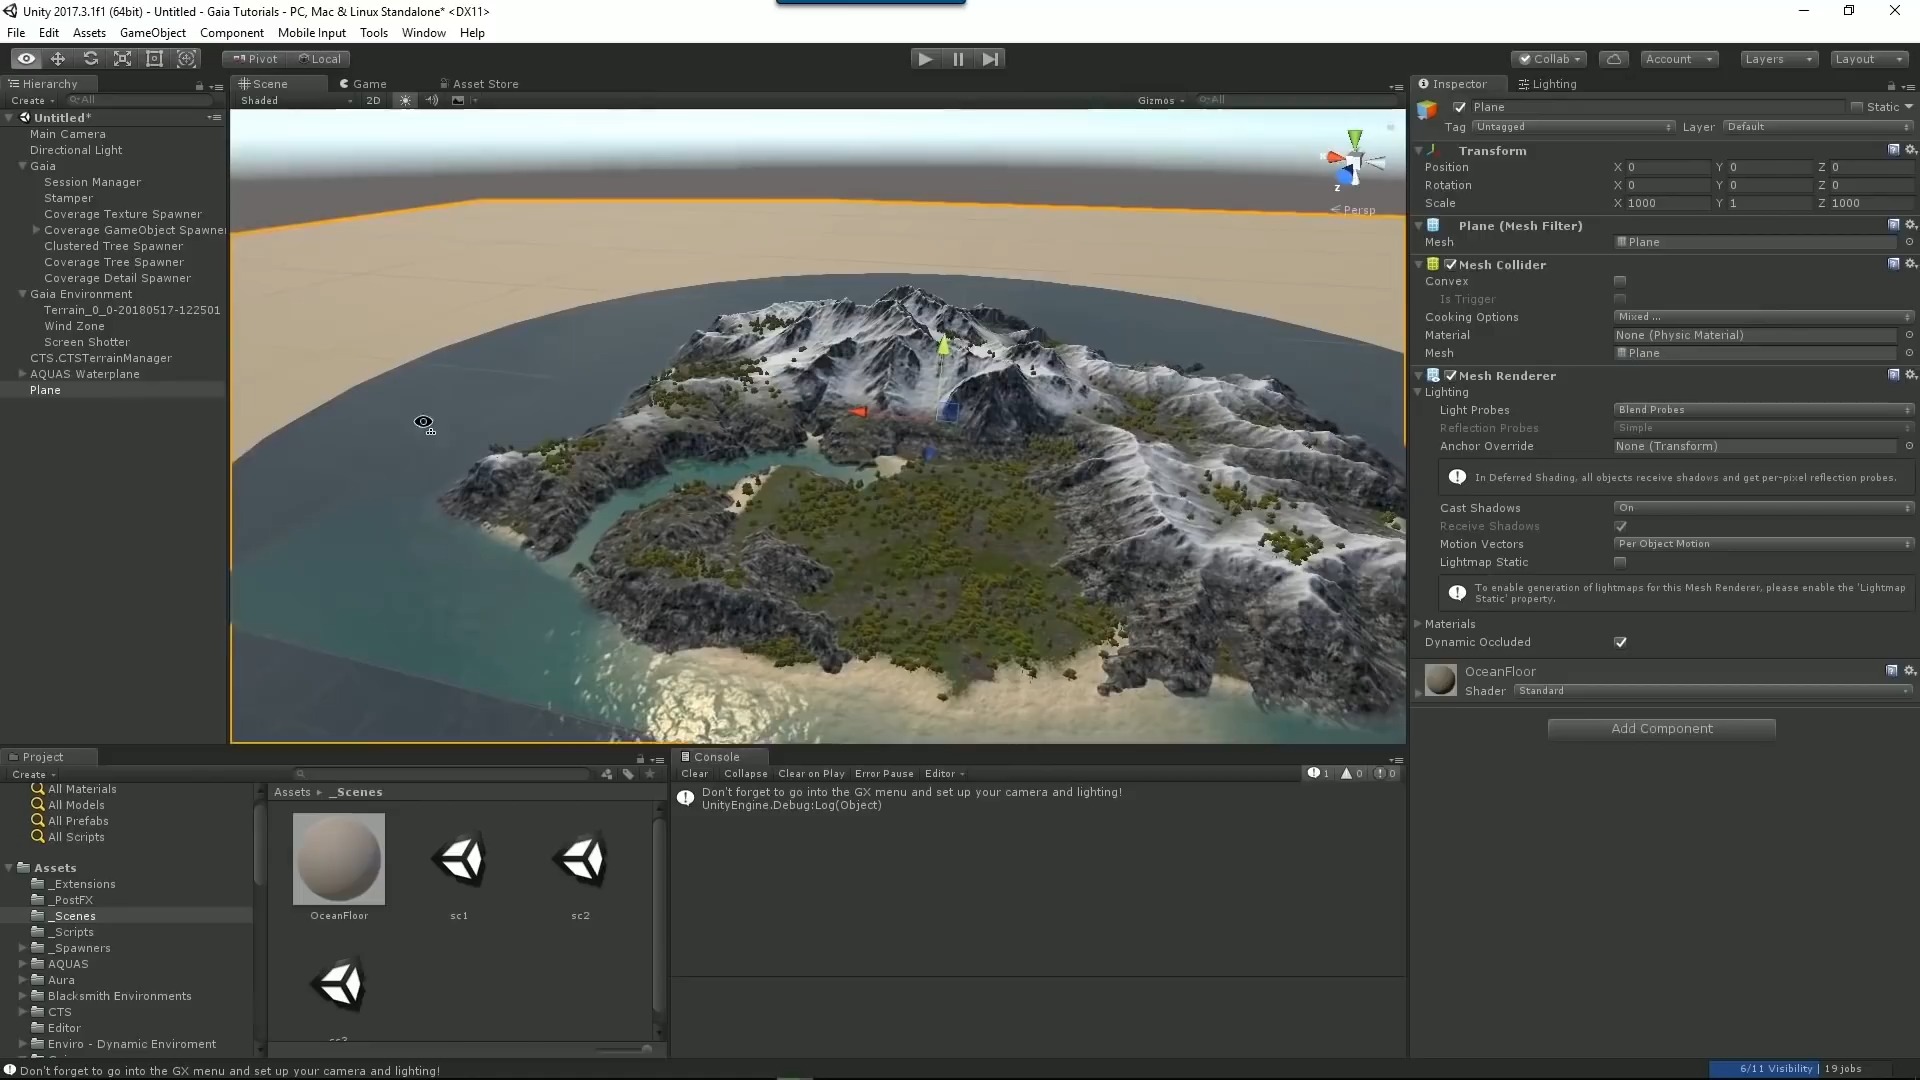 Unity 2017.3.1f1 (64bit) - Untitled - Gaia Tutorials - PC, Mac & Linux Standalone* <DX11>
File Edit Assets GameObject Component Mobile Input Tools Window Help
Pivot Local
Collab Account Layers Layout
Hierarchy
Create All
Untitled*
Main Camera
Directional Light
Gaia
Session Manager
Stamper
Coverage Texture Spawner
Coverage GameObject Spawne
Clustered Tree Spawner
Coverage Tree Spawner
Coverage Detail Spawner
Gaia Environment
Terrain_0_0-20180517-122501
Wind Zone
Screen Shotter
CTS.CTSTerrainManager
AQUAS Waterplane
Plane
Scene Game Asset Store
Shaded 2D Gizmos All
z
Persp
Inspector Lighting
Plane Static
Tag Untagged Layer Default
Transform
Position X 0 Y 0 Z 0
Rotation X 0 Y 0 Z 0
Scale X 1000 Y 1 Z 1000
Plane (Mesh Filter)
Mesh Plane
Mesh Collider
Convex
Is Trigger
Cooking Options Mixed ...
Material None (Physic Material)
Mesh Plane
Mesh Renderer
Lighting
Light Probes Blend Probes
Reflection Probes Simple
Anchor Override None (Transform)
In Deferred Shading, all objects receive shadows and get per-pixel reflection probes.
Cast Shadows On
Receive Shadows
Motion Vectors Per Object Motion
Lightmap Static
To enable generation of lightmaps for this Mesh Renderer, please enable the 'Lightmap
Static' property.
Materials
Dynamic Occluded
OceanFloor
Shader Standard
Add Component
Project
Create
All Materials
All Models
All Prefabs
All Scripts
Assets
_Extensions
_PostFX
_Scenes
_Scripts
_Spawners
AQUAS
Aura
Blacksmith Environments
CTS
Editor
Enviro - Dynamic Enviroment
Assets _Scenes
OceanFloor sc1 sc2
Console
Clear Collapse Clear on Play Error Pause Editor 1 0 0
Don't forget to go into the GX menu and set up your camera and lighting!
UnityEngine.Debug:Log(Object)
Don't forget to go into the GX menu and set up your camera and lighting!
6/11 Visibility | 19 jobs